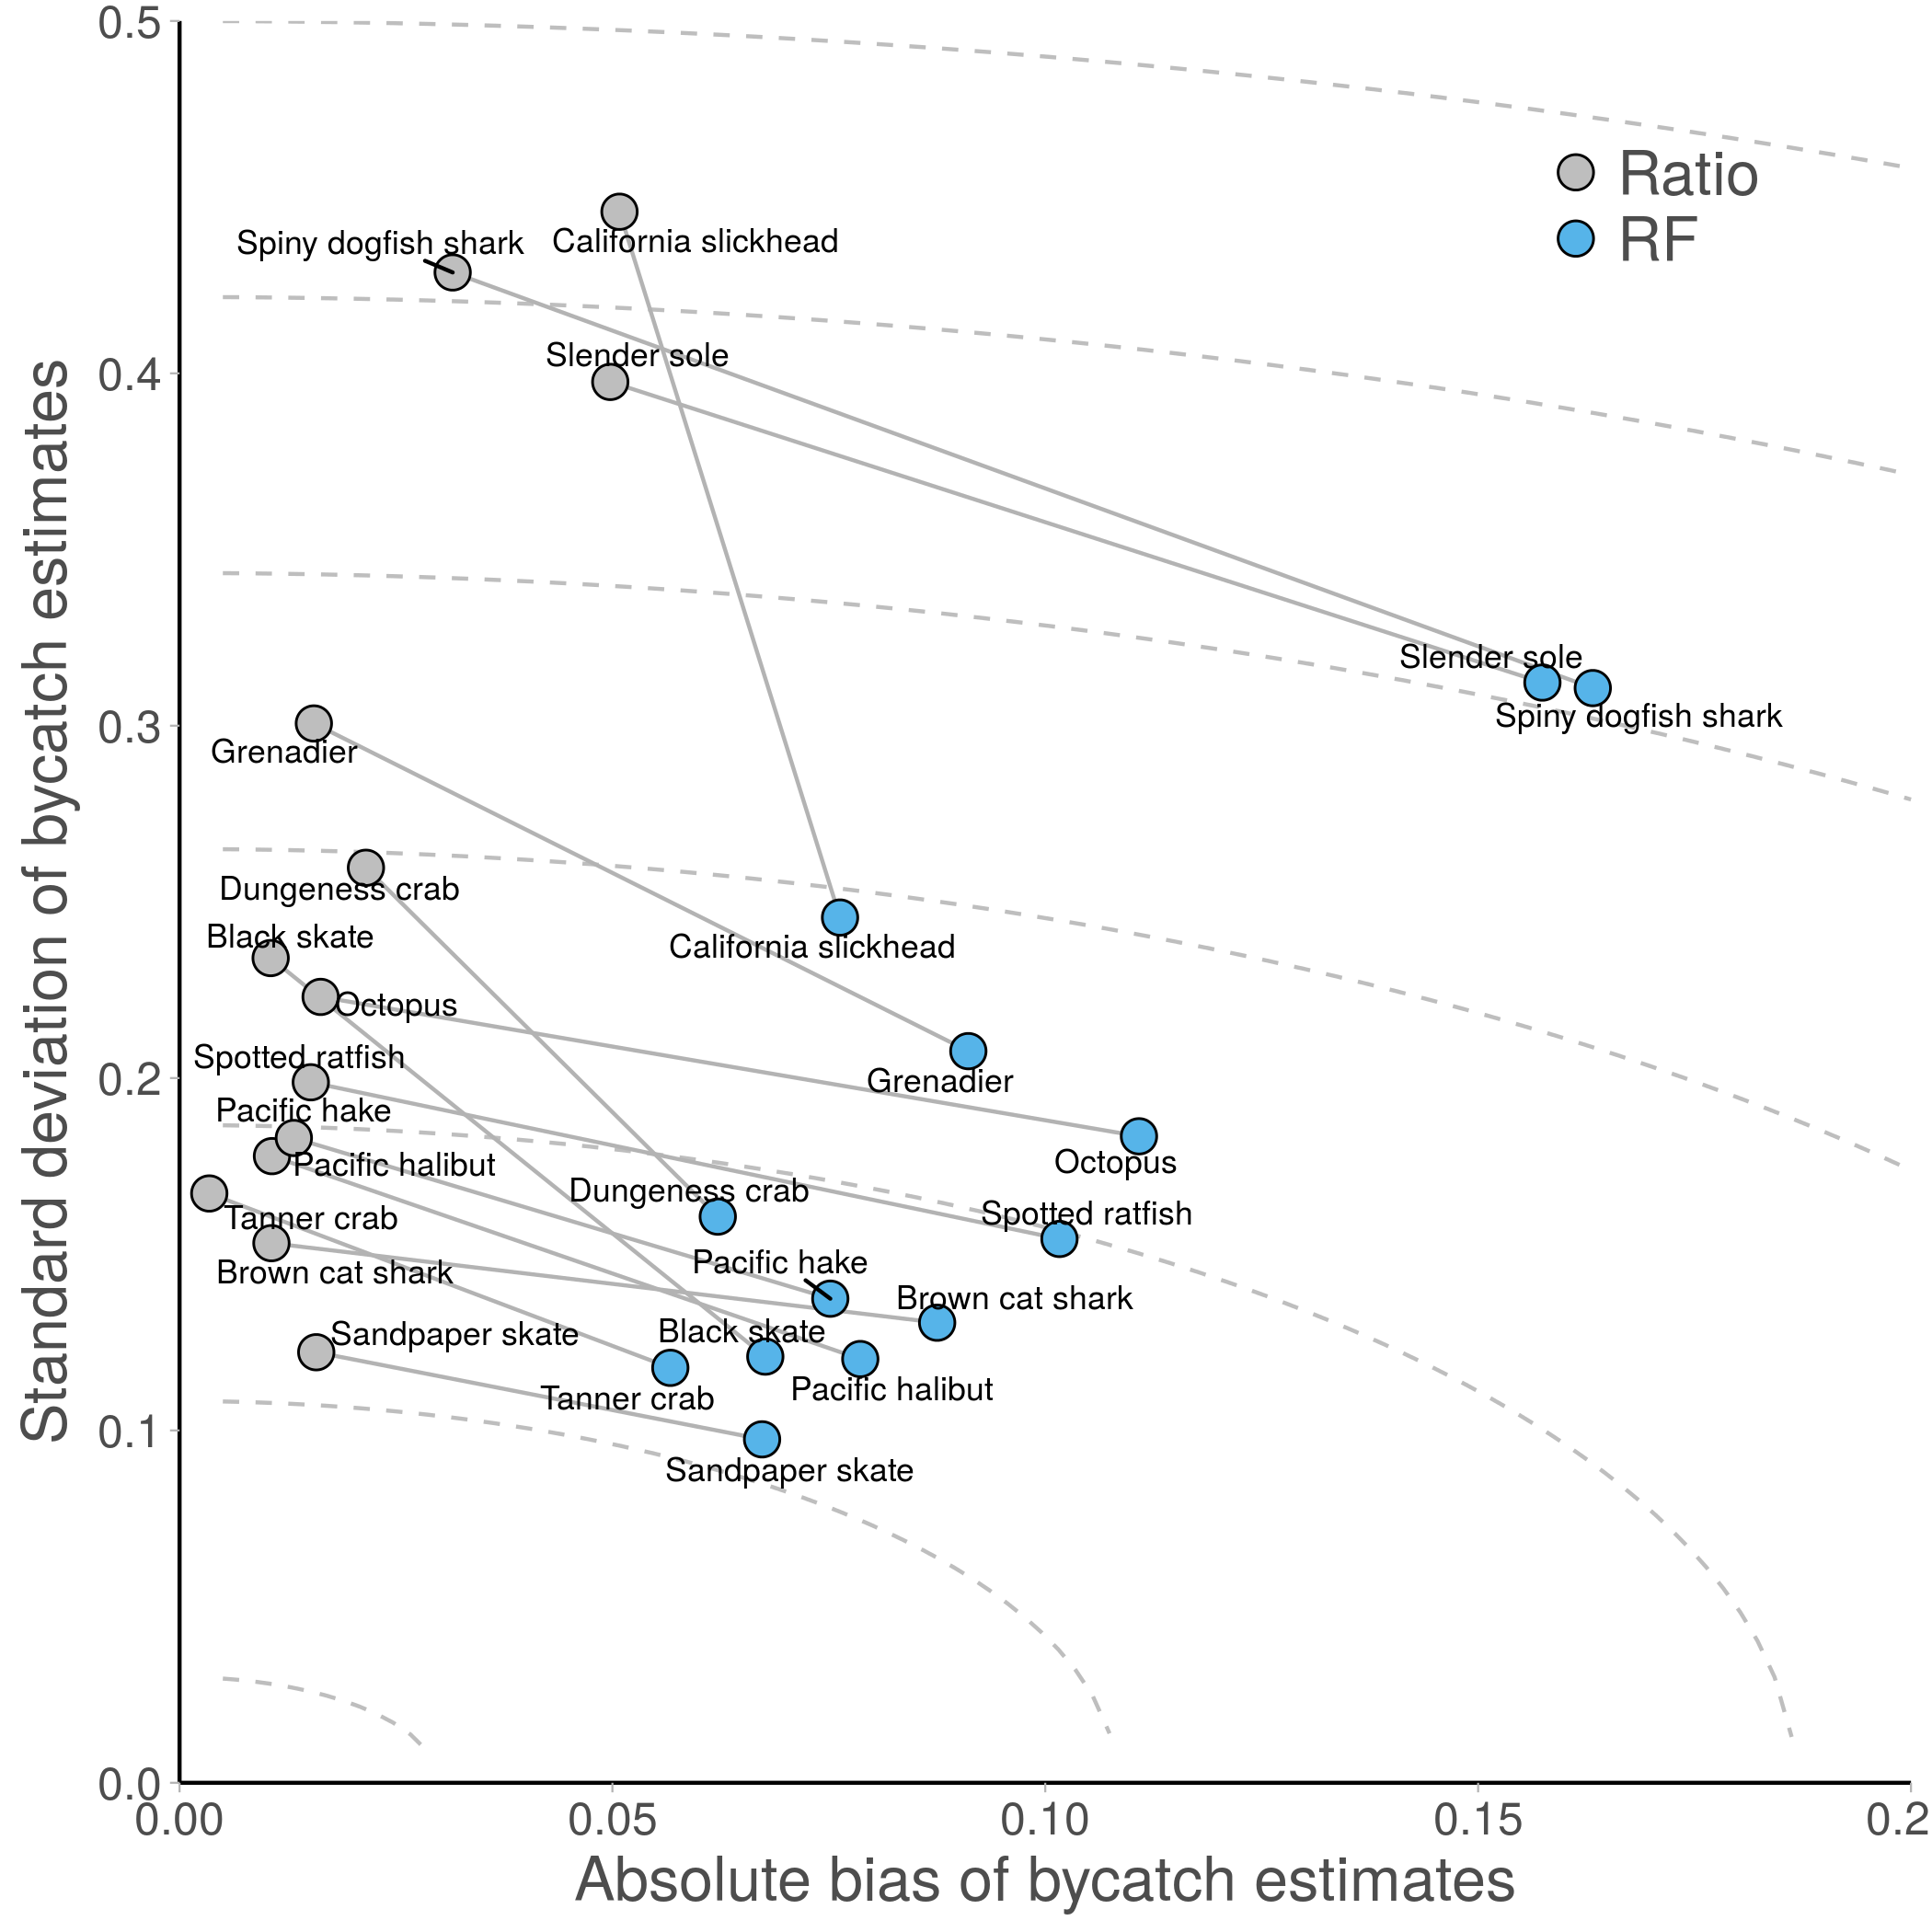 0.5
Ratio
RF
California slickhead
Spiny dogfish shark
Slender sole
0.4
Slender sole
Spiny dogfish shark
0.3
Grenadier
Dungeness crab
Black skate
California slickhead
Octopus
Spotted ratfish
Grenadier
0.2
Pacific hake
Pacific halibut
Octopus
Dungeness crab
Tanner crab
Spotted ratfish
Brown cat shark
Pacific hake
Brown cat shark
Sandpaper skate
Black skate
Pacific halibut
Tanner crab
0.1
Sandpaper skate
0.0
0.00 0.05 0.10 0.15 0.2
Absolute bias of bycatch estimates
Standard deviation of bycatch estimates